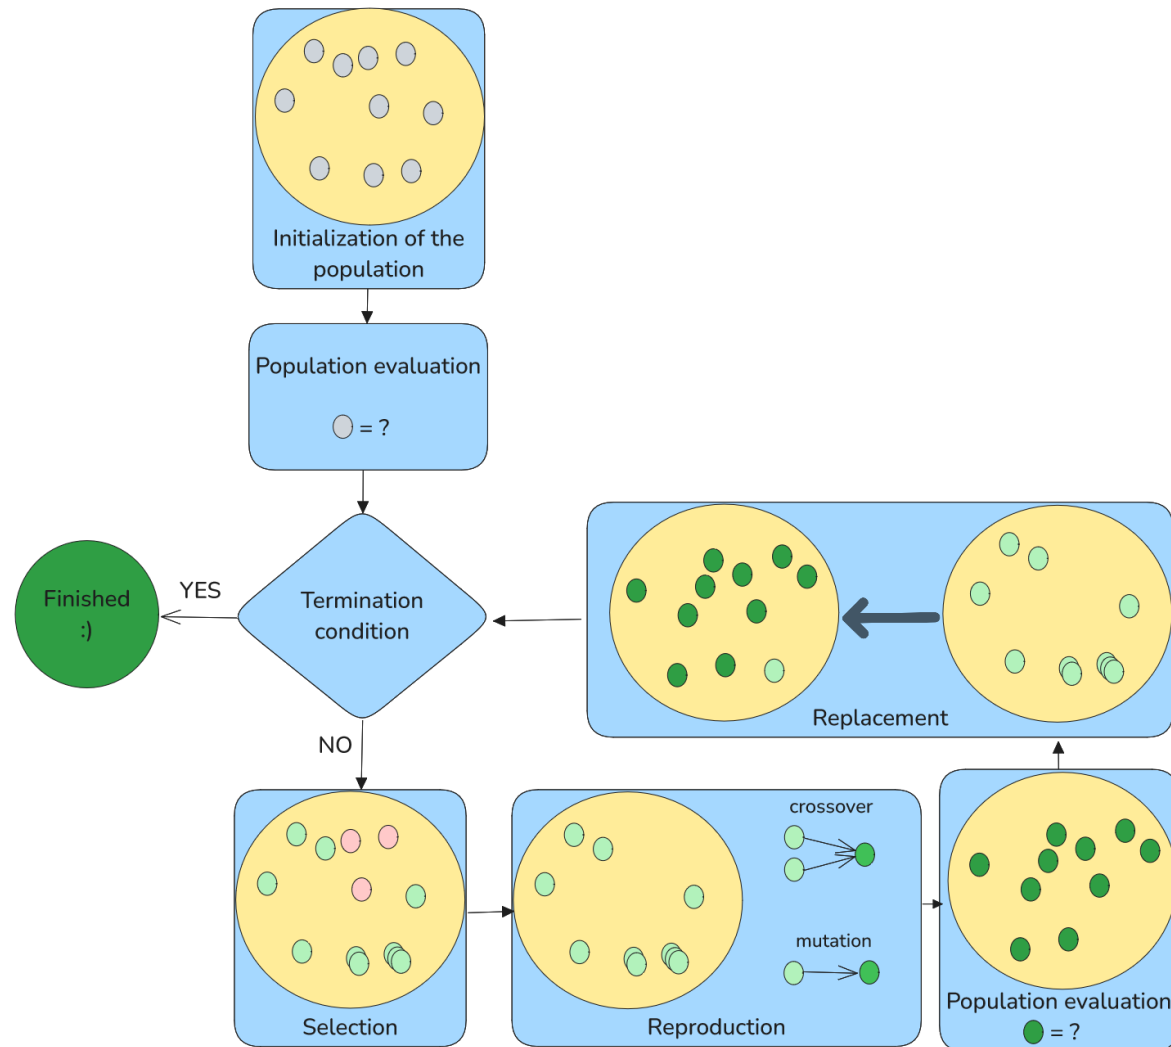 Initialization of the
population
Population evaluation
= ?
Termination
condition
YES
Finished
:)
NO
Replacement
Selection
crossover
mutation
Reproduction
Population evaluation
= ?